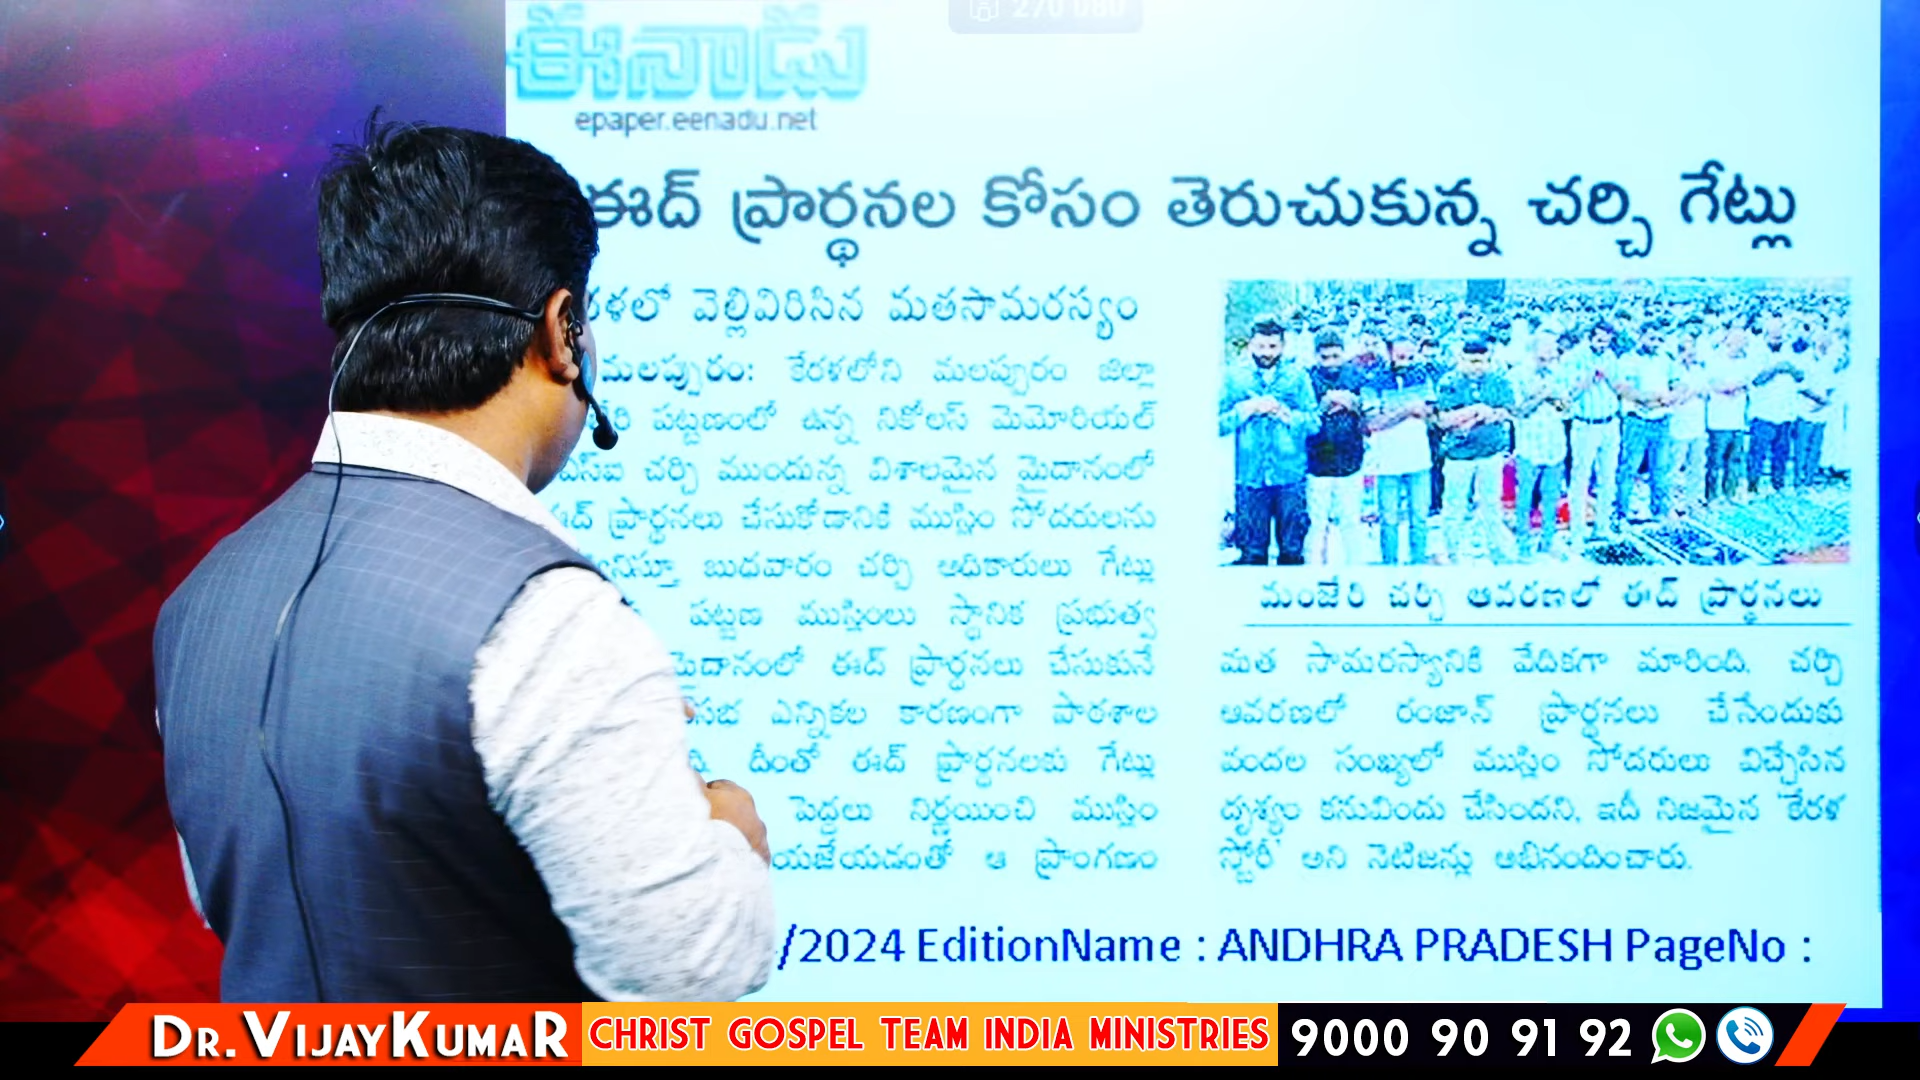 ఈనాడు
epaper.eenadu.net
ఈద్ ప్రార్థనల కోసం తెరుచుకున్న చర్చి గేట్లు
వెల్లివిరిసిన మతసామరస్యం
మలప్పురం: కేరళలోని మలప్పురం జిల్లా
పట్టణంలో ఉన్న నికోలస్ మెమోరియల్
చర్చి ముందున్న విశాలమైన మైదానంలో
ఈద్ ప్రార్థనలు చేసుకోడానికి ముస్లిం సోదరులను
బుధవారం చర్చి అధికారులు గేట్లు
పట్టణ ముస్లింలు స్థానిక ప్రభుత్వ
మైదానంలో ఈద్ ప్రార్థనలు చేసుకునే
ఎన్నికల కారణంగా పాఠశాల
దీంతో ఈద్ ప్రార్థనలకు గేట్లు
పెద్దలు నిర్ణయించి ముస్లిం
ఆ ప్రాంగణం
మంజేరి చర్చి ఆవరణలో ఈద్ ప్రార్థనలు
మత సామరస్యానికి వేదికగా మారింది. చర్చి
ఆవరణలో రంజాన్ ప్రార్థనలు చేసేందుకు
వందల సంఖ్యలో ముస్లిం సోదరులు విచ్చేసిన
దృశ్యం కనువిందు చేసిందని, ఇదీ నిజమైన 'కేరళ
స్టోరీ' అని నెటిజన్లు అభినందించారు.
/2024 EditionName : ANDHRA PRADESH PageNo :
DR. VIJAYKUMAR CHRIST GOSPEL TEAM INDIA MINISTRIES 9000 90 91 92